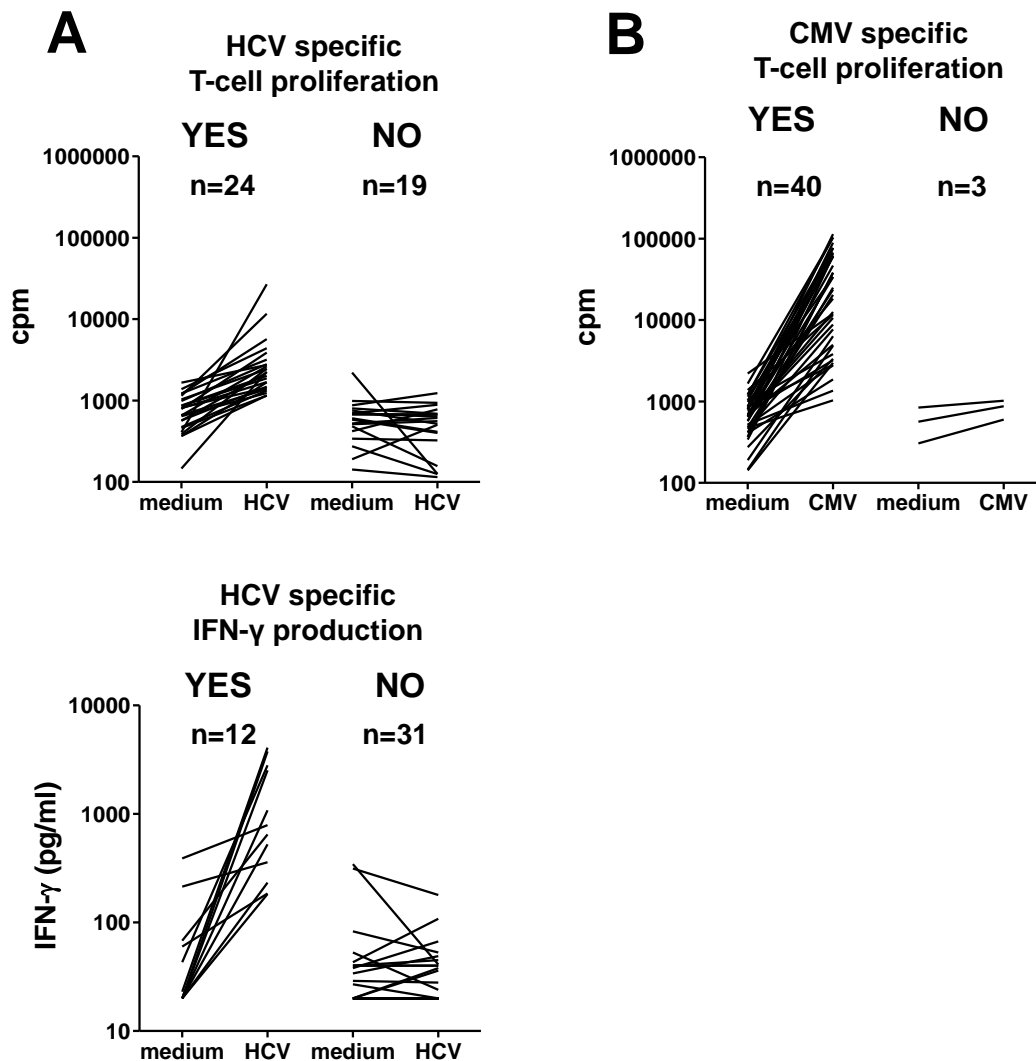 A
HCV specific
T-cell proliferation
YES NO
n=24 n=19
1000000
100000
10000
1000
100
cpm
medium HCV medium HCV
B
CMV specific
T-cell proliferation
YES NO
n=40 n=3
1000000
100000
10000
1000
100
cpm
medium CMV medium CMV
HCV specific
IFN-γ production
YES NO
n=12 n=31
10000
1000
100
10
IFN-γ (pg/ml)
medium HCV medium HCV